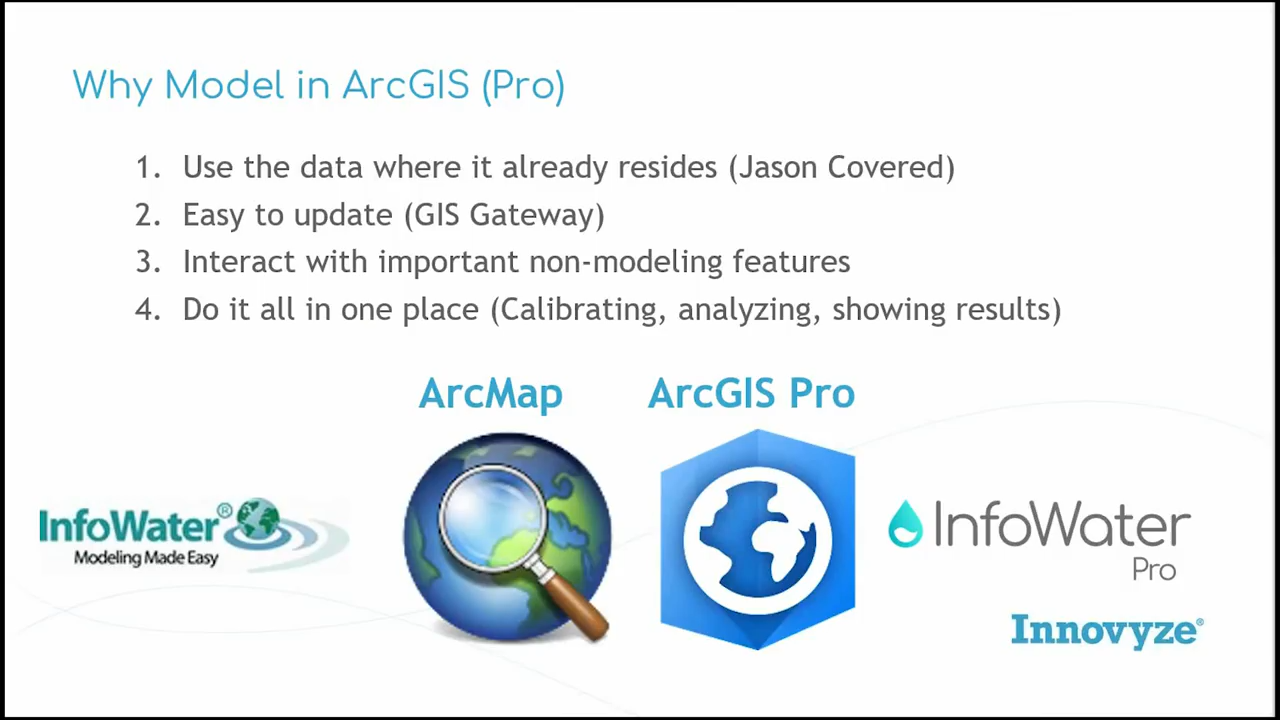 Why Model in ArcGIS (Pro)
1. Use the data where it already resides (Jason Covered)
2. Easy to update (GIS Gateway)
3. Interact with important non-modeling features
4. Do it all in one place (Calibrating, analyzing, showing results)
ArcMap
ArcGIS Pro
InfoWater®
Modeling Made Easy
InfoWater
Pro
Innovyze®